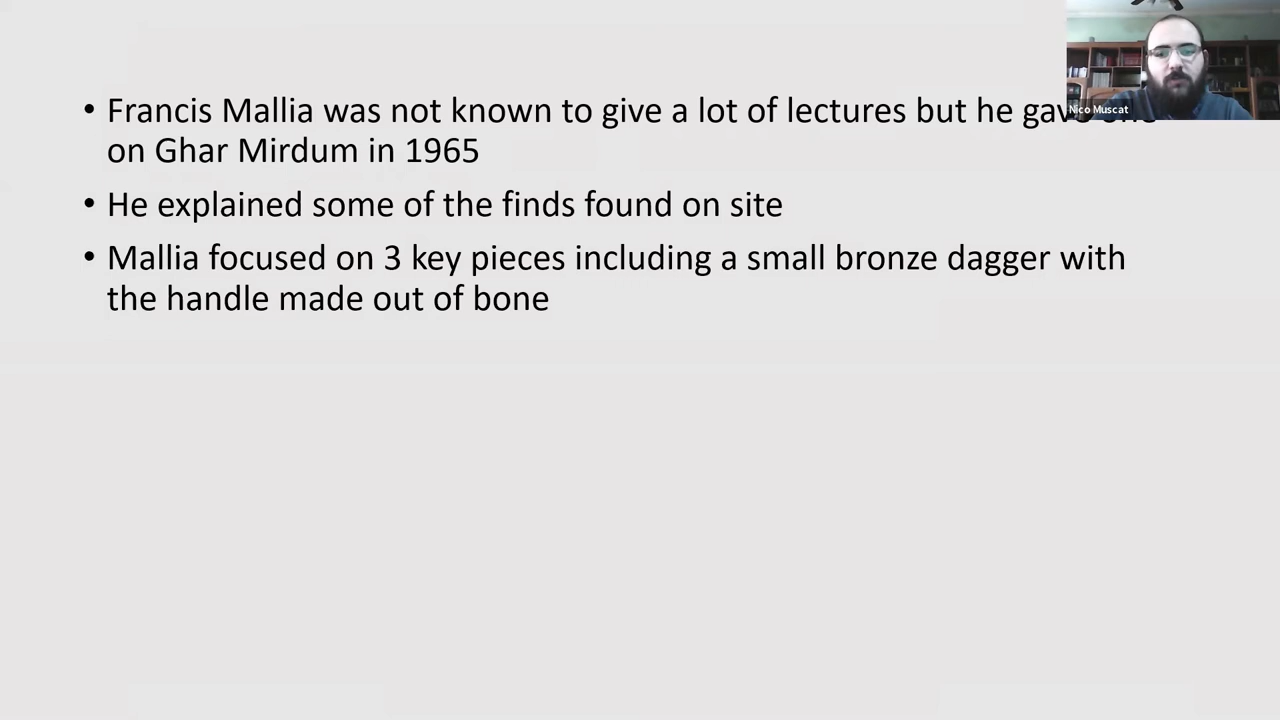 • Francis Mallia was not known to give a lot of lectures but he gave one
on Ghar Mirdum in 1965
• He explained some of the finds found on site
• Mallia focused on 3 key pieces including a small bronze dagger with
the handle made out of bone
Nico Muscat